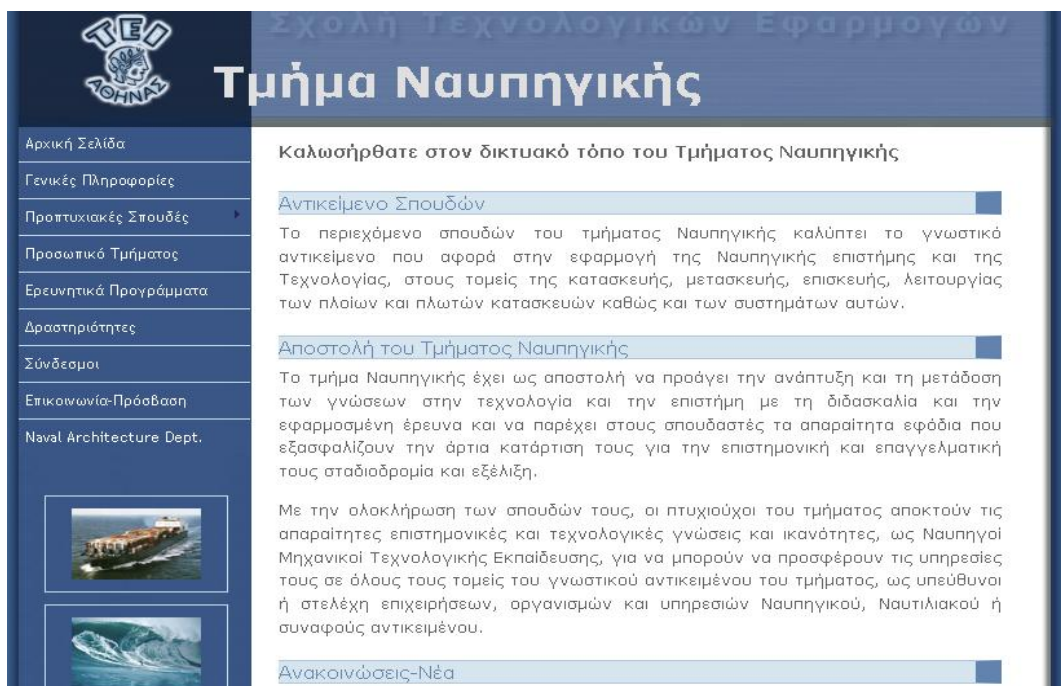 ΤΕΙ
ΑΘΗΝΑΣ
Σχολή Τεχνολογικών Εφαρμογών
Τμήμα Ναυπηγικής
Αρχική Σελίδα
Γενικές Πληροφορίες
Προπτυχιακές Σπουδές
Προσωπικό Τμήματος
Ερευνητικά Προγράμματα
Δραστηριότητες
Σύνδεσμοι
Επικοινωνία-Πρόσβαση
Naval Architecture Dept.
Καλωσήρθατε στον δικτυακό τόπο του Τμήματος Ναυπηγικής
Αντικείμενο Σπουδών
Το περιεχόμενο σπουδών του τμήματος Ναυπηγικής καλύπτει το γνωστικό
αντικείμενο που αφορά στην εφαρμογή της Ναυπηγικής επιστήμης και της
Τεχνολογίας, στους τομείς της κατασκευής, μετασκευής, επισκευής, λειτουργίας
των πλοίων και πλωτών κατασκευών καθώς και των συστημάτων αυτών.
Αποστολή του Τμήματος Ναυπηγικής
Το τμήμα Ναυπηγικής έχει ως αποστολή να προάγει την ανάπτυξη και τη μετάδοση
των γνώσεων στην τεχνολογία και την επιστήμη με τη διδασκαλία και την
εφαρμοσμένη έρευνα και να παρέχει στους σπουδαστές τα απαραίτητα εφόδια που
εξασφαλίζουν την άρτια κατάρτιση τους για την επιστημονική και επαγγελματική
τους σταδιοδρομία και εξέλιξη.
Με την ολοκλήρωση των σπουδών τους, οι πτυχιούχοι του τμήματος αποκτούν τις
απαραίτητες επιστημονικές και τεχνολογικές γνώσεις και ικανότητες, ως Ναυπηγοί
Μηχανικοί Τεχνολογικής Εκπαίδευσης, για να μπορούν να προσφέρουν τις υπηρεσίες
τους σε όλους τους τομείς του γνωστικού αντικειμένου του τμήματος, ως υπεύθυνοι
ή στελέχη επιχειρήσεων, οργανισμών και υπηρεσιών Ναυπηγικού, Ναυτιλιακού ή
συναφούς αντικειμένου.
Ανακοινώσεις-Νέα